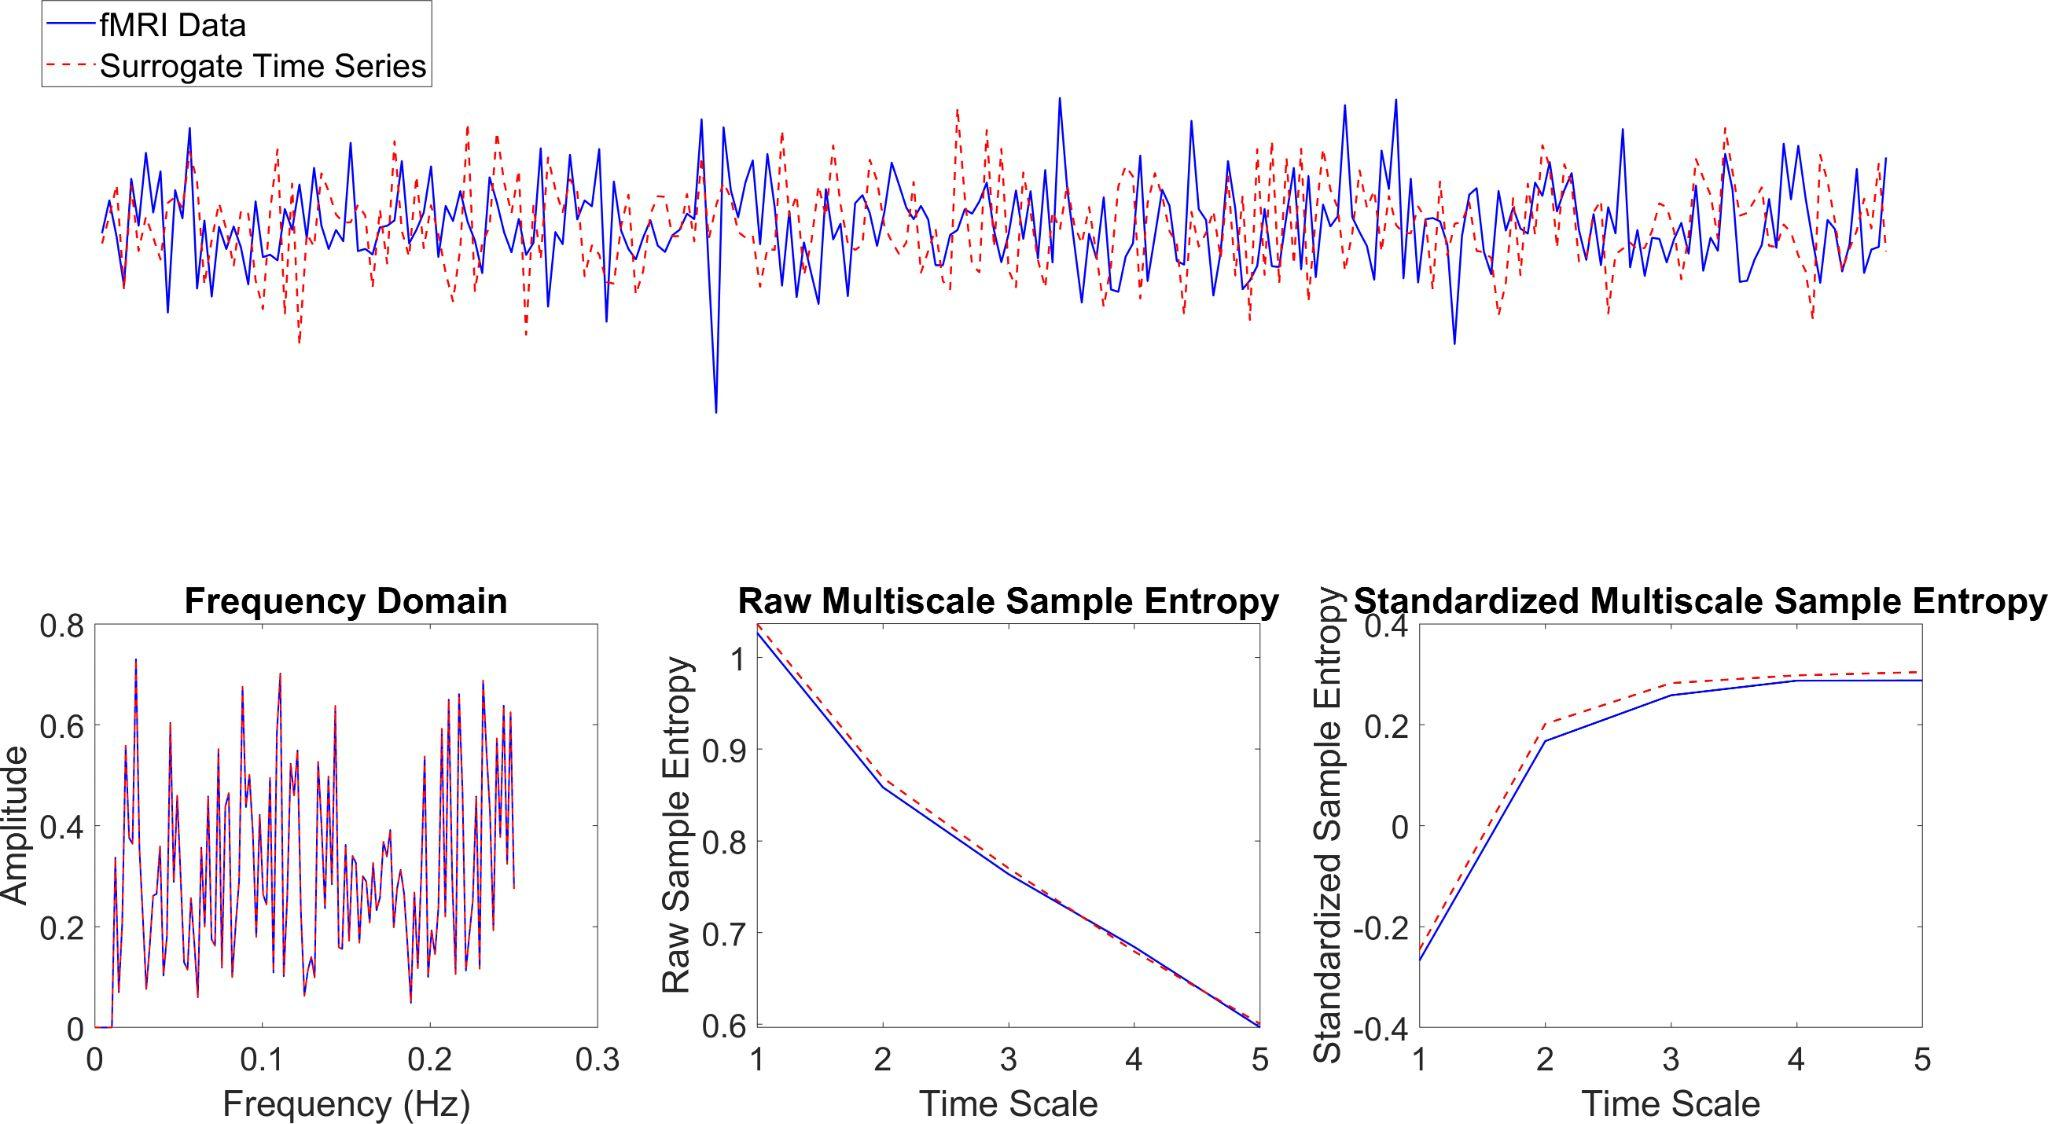 fMRI Data
Surrogate Time Series
Frequency Domain
0.8
0.6
0.4
0.2
0
Amplitude
0 0.1 0.2 0.3
Frequency (Hz)
Raw Multiscale Sample Entropy
1
0.9
0.8
0.7
0.6
Raw Sample Entropy
1 2 3 4 5
Time Scale
Standardized Multiscale Sample Entropy
0.4
0.2
0
-0.2
-0.4
Standardized Sample Entropy
1 2 3 4 5
Time Scale